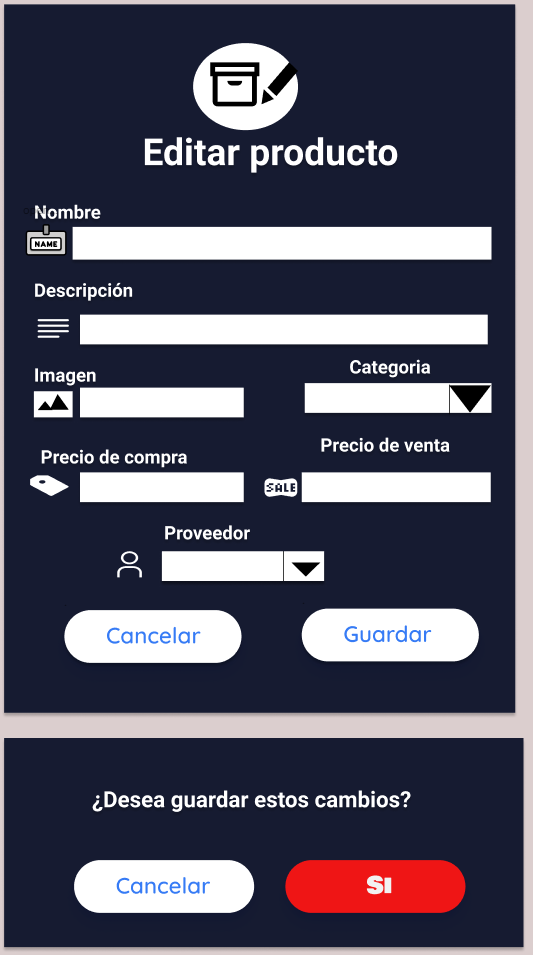 Editar producto
Nombre
NAME
Descripción
Imagen
Categoria
Precio de compra
Precio de venta
SALE
Proveedor
Cancelar
Guardar
¿Desea guardar estos cambios?
Cancelar
SI